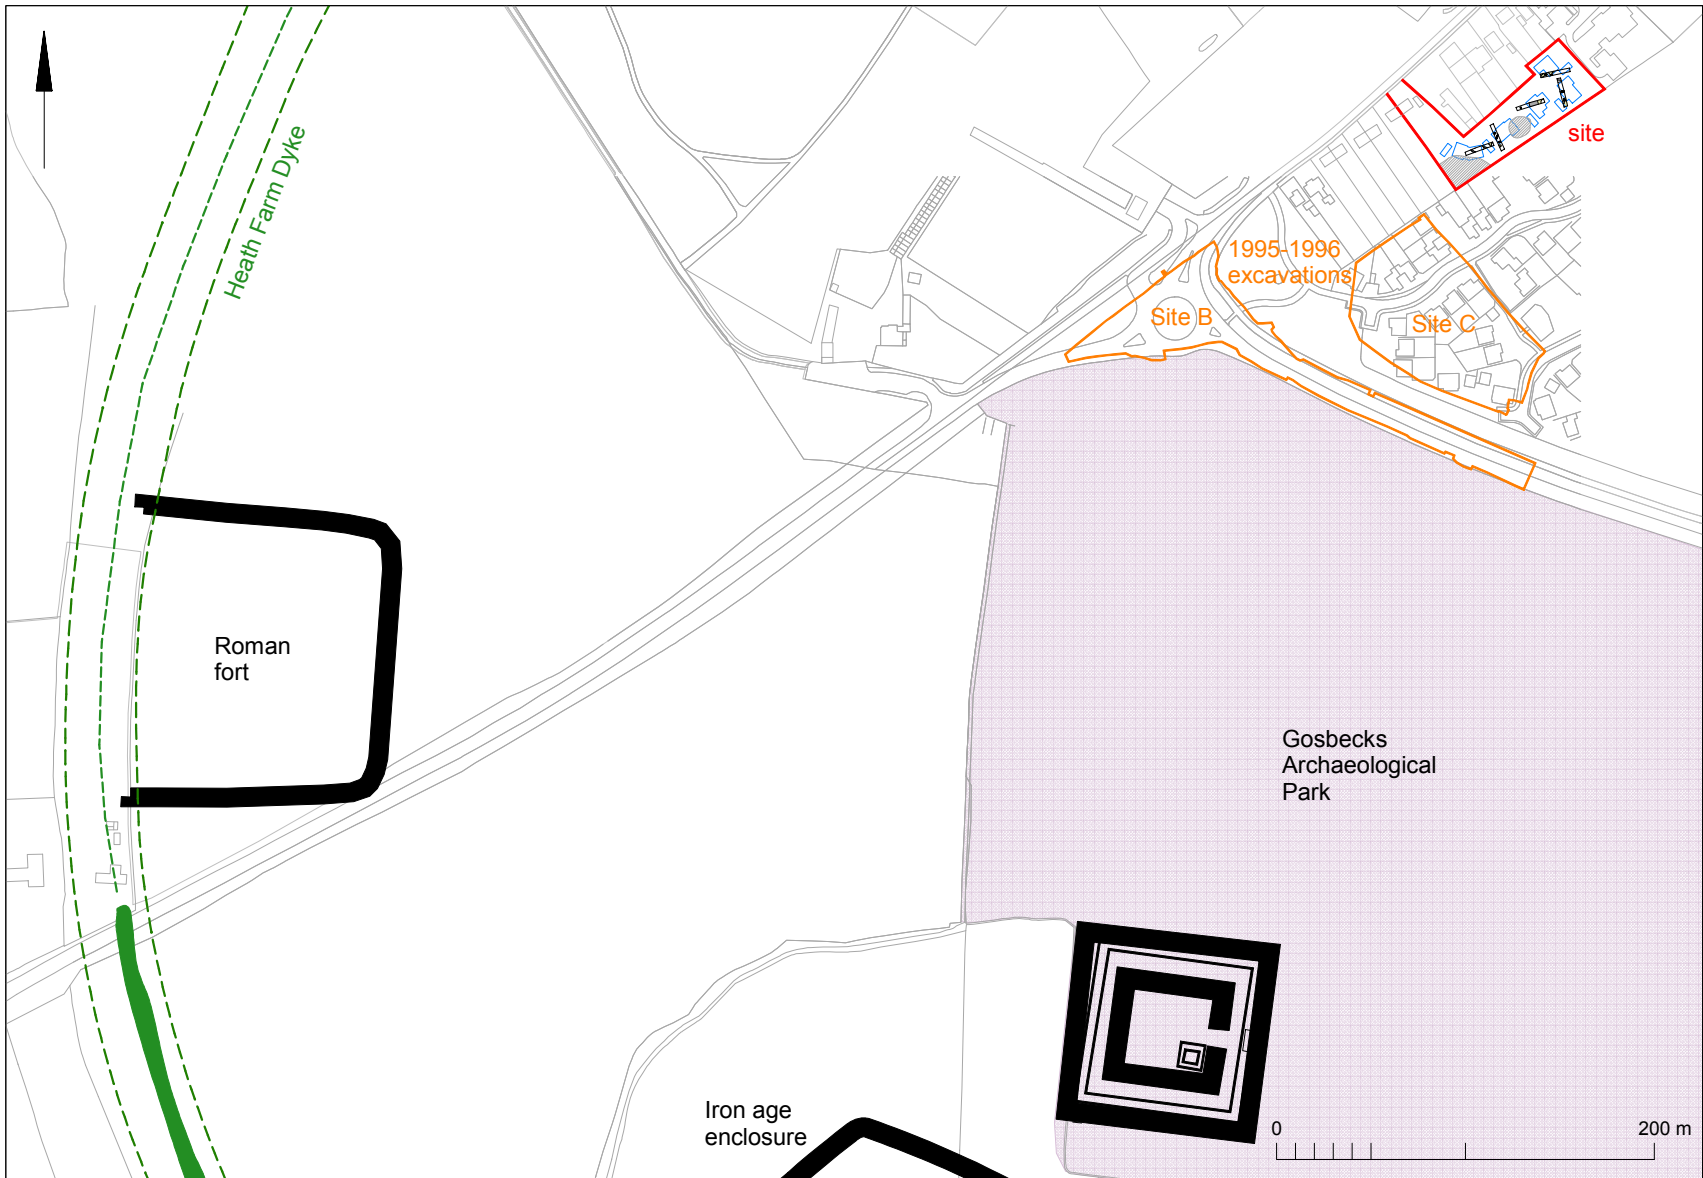 Heath Farm Dyke
site
1995-1996
excavations
Site B
Site C
Roman
fort
Gosbecks
Archaeological
Park
Iron age
enclosure
0
200 m